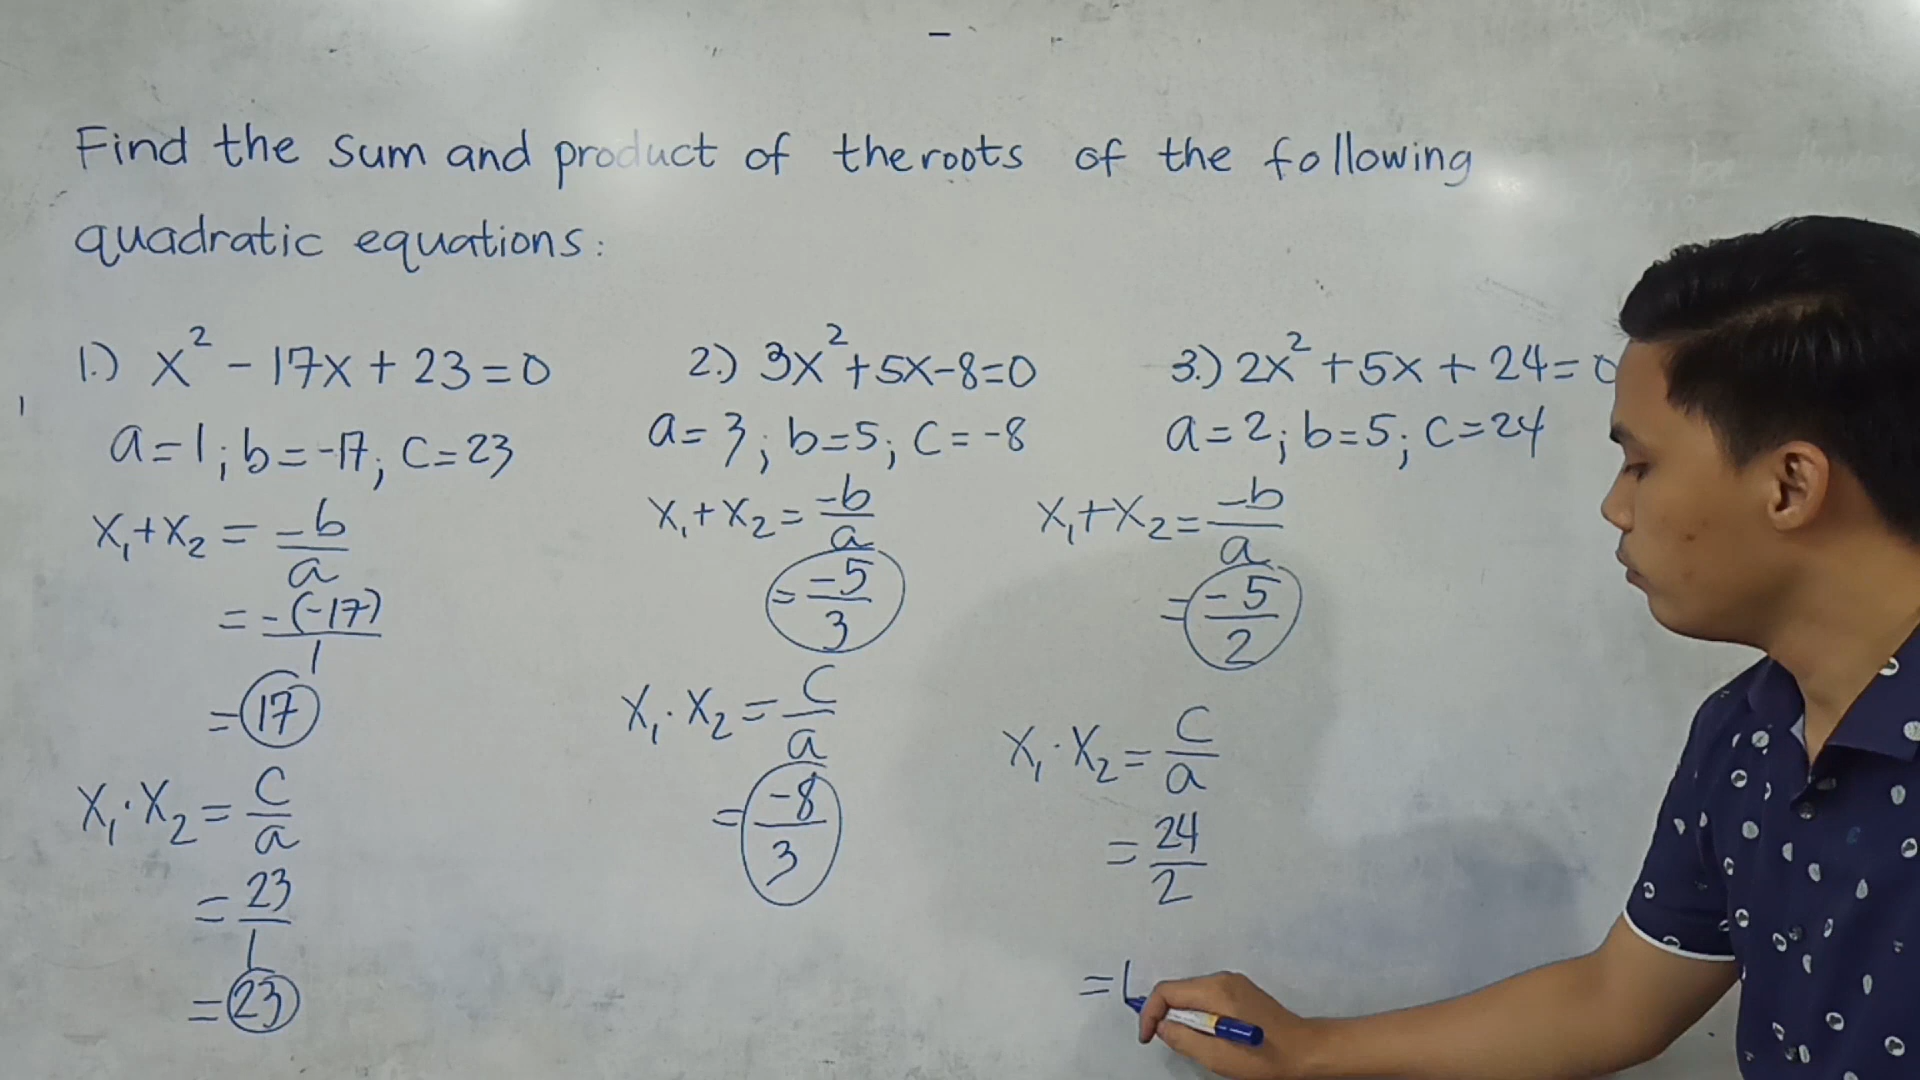 Find the sum and product of the roots of the following
quadratic equations:
1.) x² - 17x + 23 = 0
a=1; b=-17; c=23
x₁+x₂ = -b/a
= -(-17)/1
= 17
x₁·x₂ = c/a
= 23/1
= 23
2.) 3x²+5x-8=0
a=3; b=5; c=-8
x₁+x₂ = -b/a
= -5/3
x₁·x₂ = c/a
= -8/3
3.) 2x²+5x+24=0
a=2; b=5; c=24
x₁+x₂ = -b/a
= -5/2
x₁·x₂ = c/a
= 24/2
=